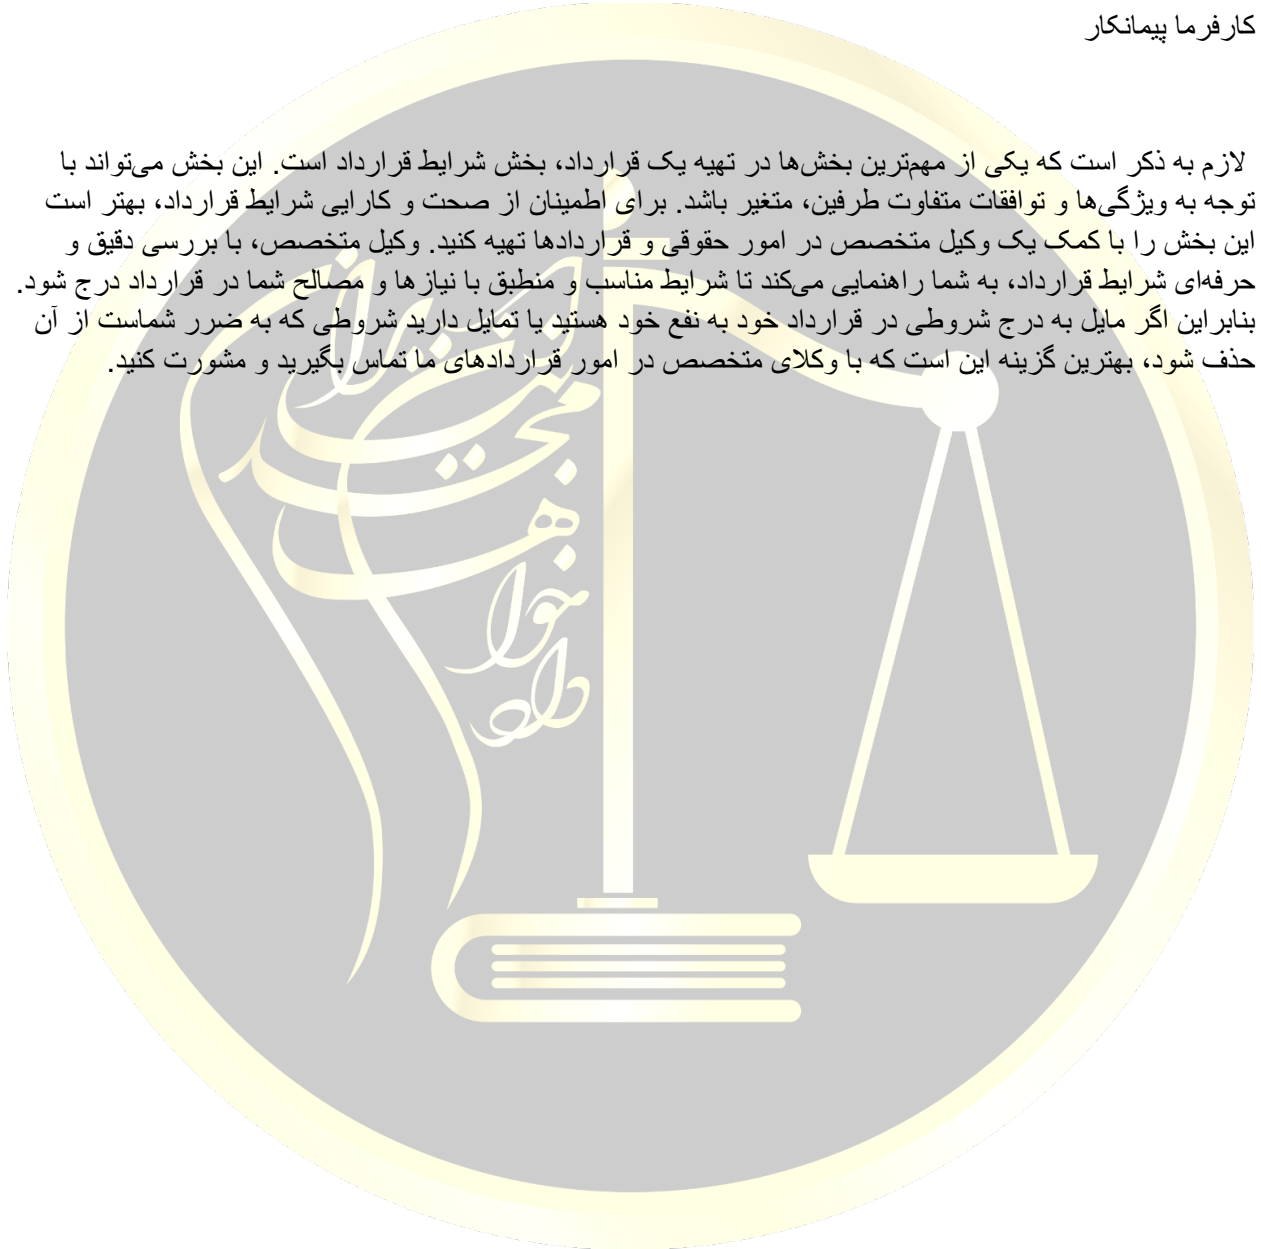 کارفرما پیمانکار
لازم به ذکر است که یکی از مهم‌ترین بخش‌ها در تهیه یک قرارداد، بخش شرایط قرارداد است. این بخش می‌تواند با
توجه به ویژگی‌ها و توافقات متفاوت طرفین، متغیر باشد. برای اطمینان از صحت و کارایی شرایط قرارداد، بهتر است
این بخش را با کمک یک وکیل متخصص در امور حقوقی و قراردادها تهیه کنید. وکیل متخصص، با بررسی دقیق و
حرفه‌ای شرایط قرارداد، به شما راهنمایی می‌کند تا شرایط مناسب و منطبق با نیازها و مصالح شما در قرارداد درج شود.
بنابراین اگر مایل به درج شروطی در قرارداد خود به نفع خود هستید یا تمایل دارید شروطی که به ضرر شماست از آن
حذف شود، بهترین گزینه این است که با وکلای متخصص در امور قراردادهای ما تماس بگیرید و مشورت کنید.
خواه
داد